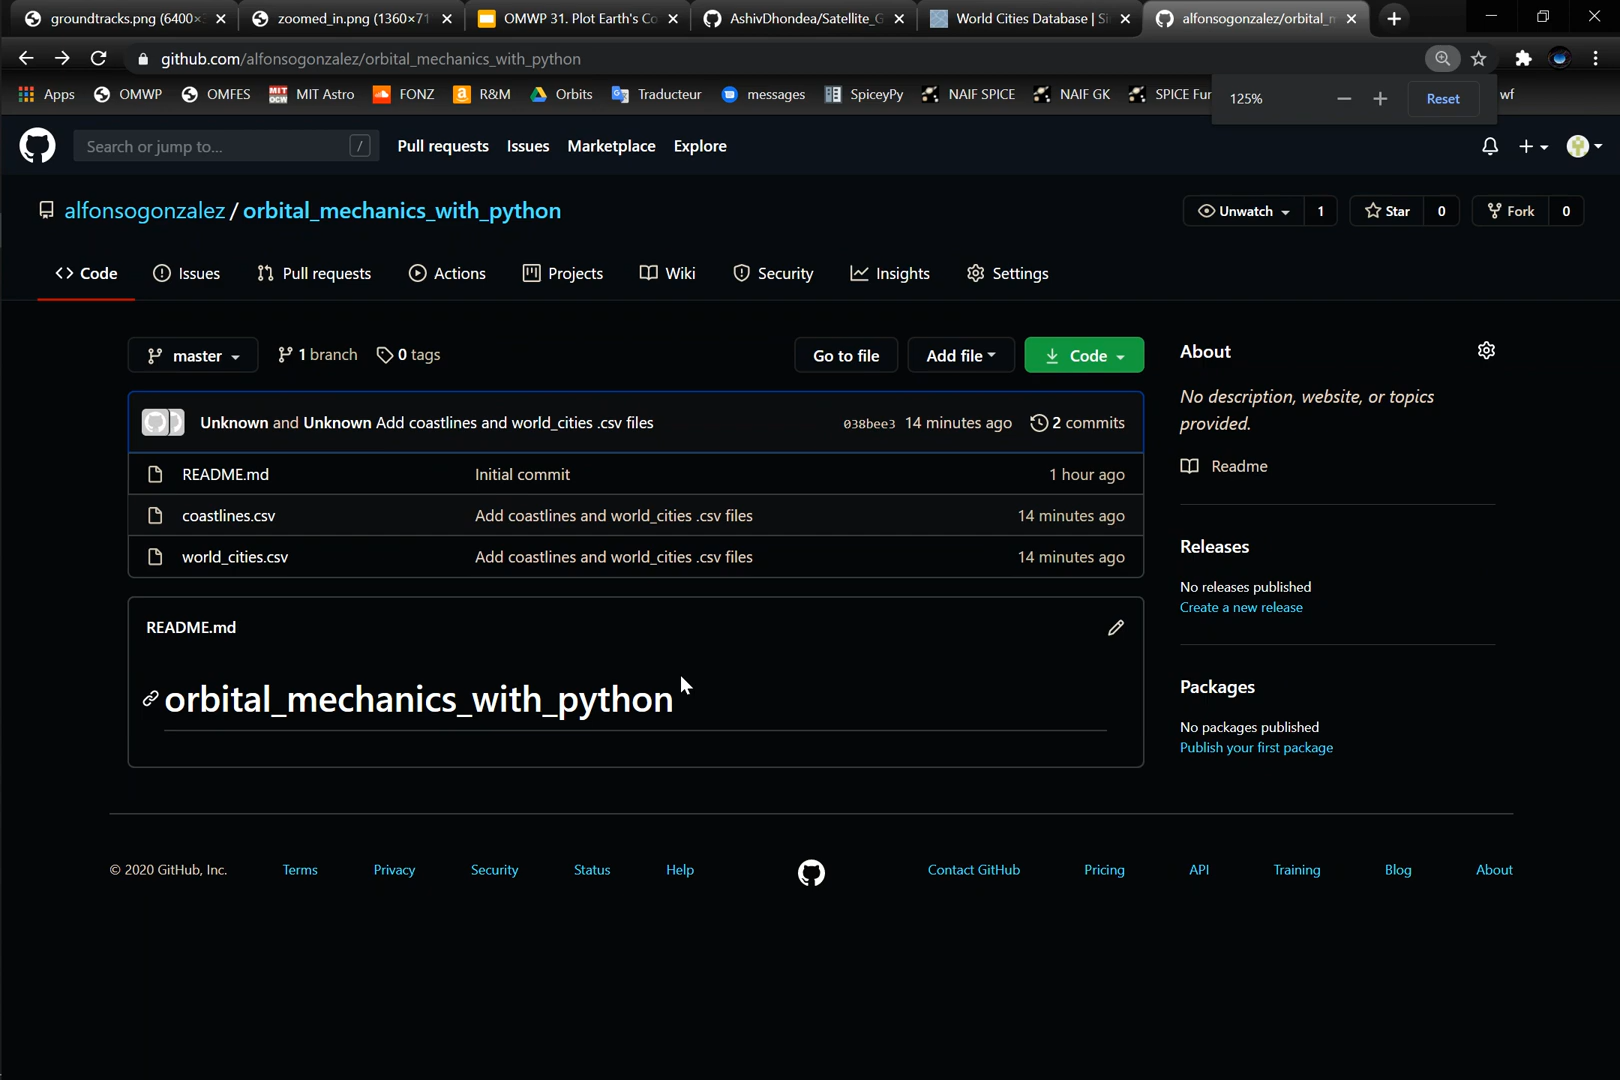 groundtracks.png (6400×3 zoomed_in.png (1360×71 OMWP 31. Plot Earth's Co AshivDhondea/Satellite_G World Cities Database | Si alfonsogonzalez/orbital_m
github.com/alfonsogonzalez/orbital_mechanics_with_python
Apps OMWP OMFES MIT Astro FONZ R&M Orbits Traducteur messages SpiceyPy NAIF SPICE NAIF GK SPICE Fur wf
125% Reset
Search or jump to... / Pull requests Issues Marketplace Explore
alfonsogonzalez / orbital_mechanics_with_python Unwatch 1 Star 0 Fork 0
Code Issues Pull requests Actions Projects Wiki Security Insights Settings
master 1 branch 0 tags Go to file Add file Code
Unknown and Unknown Add coastlines and world_cities .csv files 038bee3 14 minutes ago 2 commits
README.md Initial commit 1 hour ago
coastlines.csv Add coastlines and world_cities .csv files 14 minutes ago
world_cities.csv Add coastlines and world_cities .csv files 14 minutes ago
README.md
orbital_mechanics_with_python
About
No description, website, or topics
provided.
Readme
Releases
No releases published
Create a new release
Packages
No packages published
Publish your first package
© 2020 GitHub, Inc. Terms Privacy Security Status Help Contact GitHub Pricing API Training Blog About